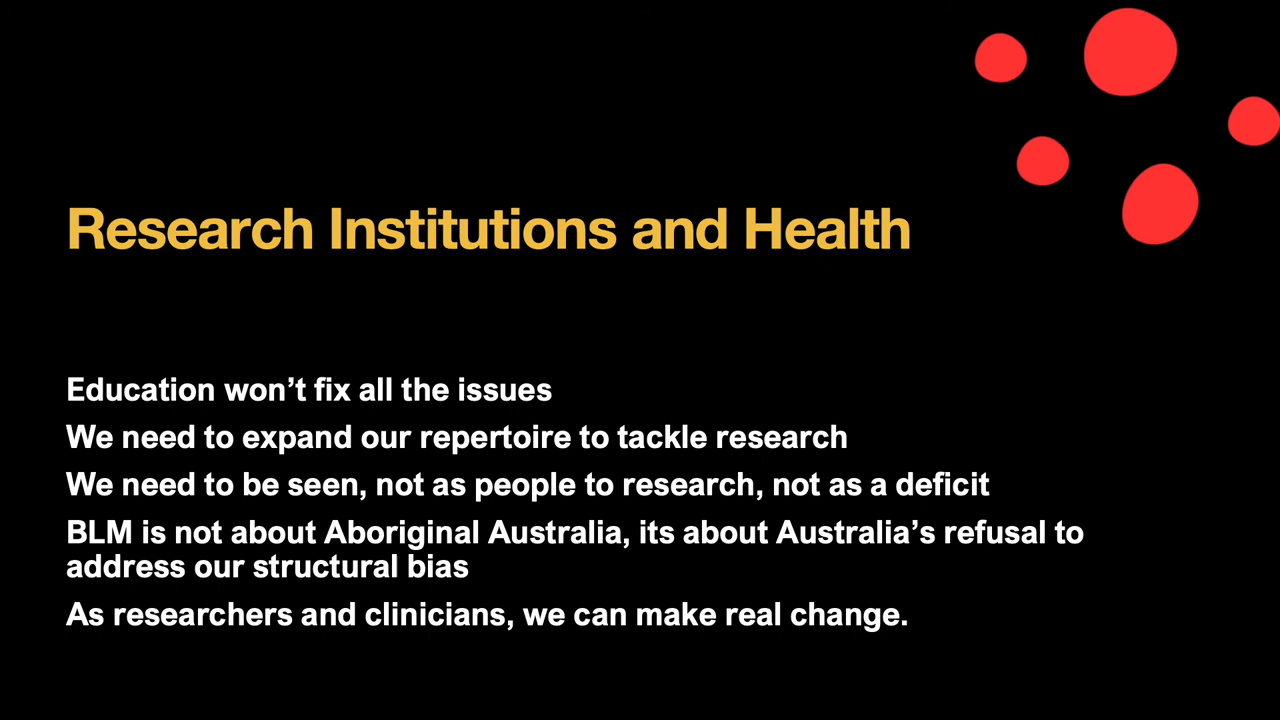 Research Institutions and Health
Education won’t fix all the issues
We need to expand our repertoire to tackle research
We need to be seen, not as people to research, not as a deficit
BLM is not about Aboriginal Australia, its about Australia’s refusal to
address our structural bias
As researchers and clinicians, we can make real change.